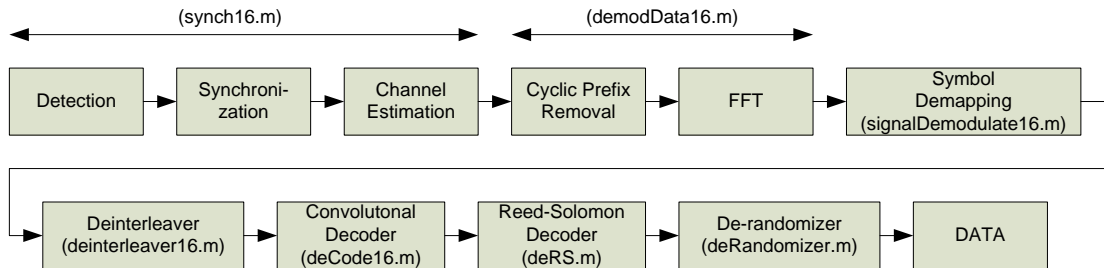 (synch16.m)
(demodData16.m)
Detection
Synchroni-
zation
Channel
Estimation
Cyclic Prefix
Removal
FFT
Symbol
Demapping
(signalDemodulate16.m)
Deinterleaver
(deinterleaver16.m)
Convolutonal
Decoder
(deCode16.m)
Reed-Solomon
Decoder
(deRS.m)
De-randomizer
(deRandomizer.m)
DATA